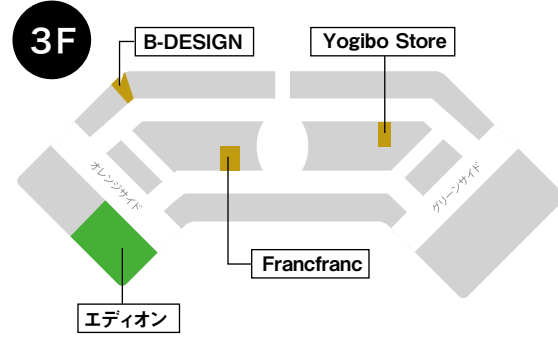 3F
B-DESIGN
Yogibo Store
オレンジサイド
グリーンサイド
Francfranc
エディオン